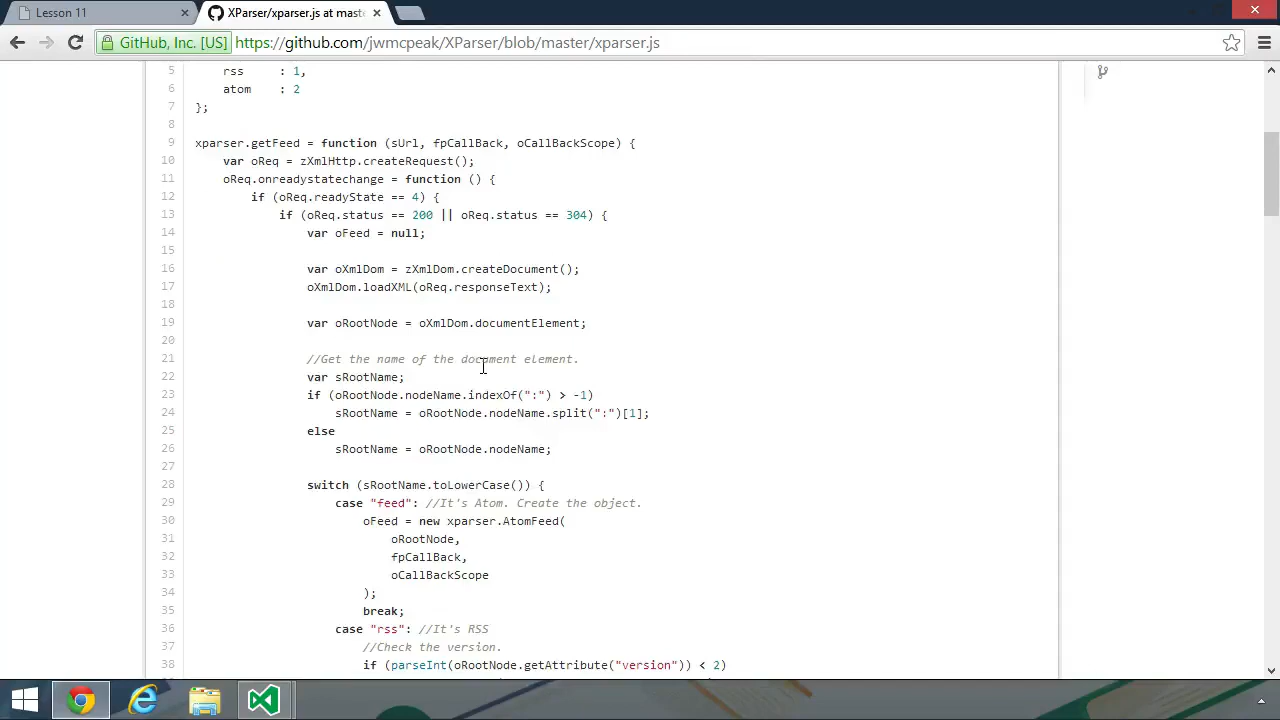 Lesson 11
XParser/xparser.js at mast
GitHub, Inc. [US]
https://github.com/jwmcpeak/XParser/blob/master/xparser.js
5 rss : 1,
6 atom : 2
7 };
8
9 xparser.getFeed = function (sUrl, fpCallBack, oCallBackScope) {
10 var oReq = zXmlHttp.createRequest();
11 oReq.onreadystatechange = function () {
12 if (oReq.readyState == 4) {
13 if (oReq.status == 200 || oReq.status == 304) {
14 var oFeed = null;
15
16 var oXmlDom = zXmlDom.createDocument();
17 oXmlDom.loadXML(oReq.responseText);
18
19 var oRootNode = oXmlDom.documentElement;
20
21 //Get the name of the document element.
22 var sRootName;
23 if (oRootNode.nodeName.indexOf(":") > -1)
24 sRootName = oRootNode.nodeName.split(":")[1];
25 else
26 sRootName = oRootNode.nodeName;
27
28 switch (sRootName.toLowerCase()) {
29 case "feed": //It's Atom. Create the object.
30 oFeed = new xparser.AtomFeed(
31 oRootNode,
32 fpCallBack,
33 oCallBackScope
34 );
35 break;
36 case "rss": //It's RSS
37 //Check the version.
38 if (parseInt(oRootNode.getAttribute("version")) < 2)